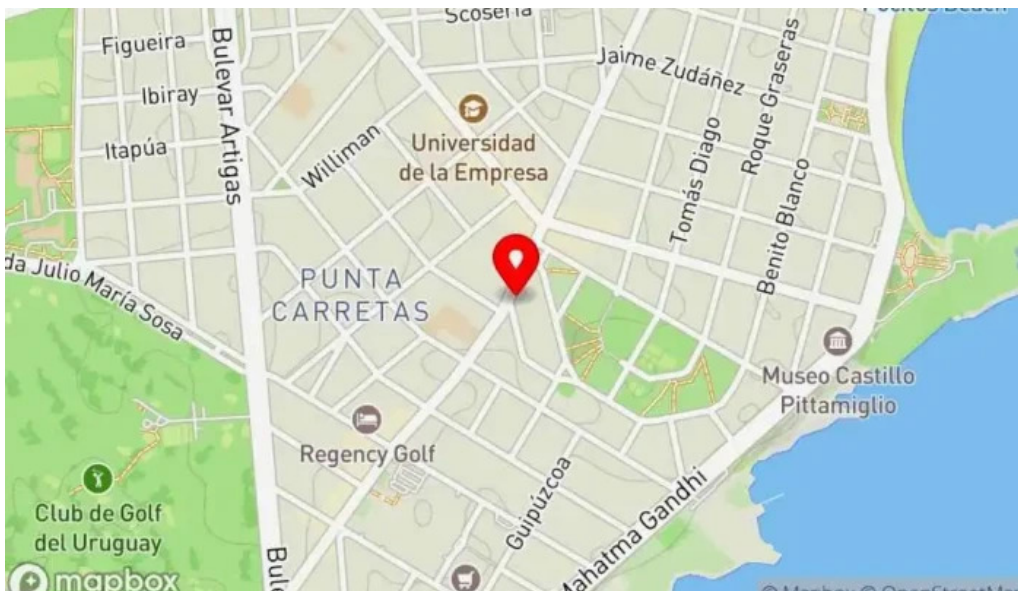 Scosería
Figueira
Bulevar Artigas
Jaime Zudáñez
Roque Graseras
Ibiray
Universidad
de la Empresa
Itapúa
Williman
Tomás Diago
Benito Blanco
da Julio María Sosa
PUNTA
CARRETAS
Museo Castillo
Pittamiglio
Regency Golf
Guipúzcoa
Mahatma Gandhi
Club de Golf
del Uruguay
Bule
mapbox